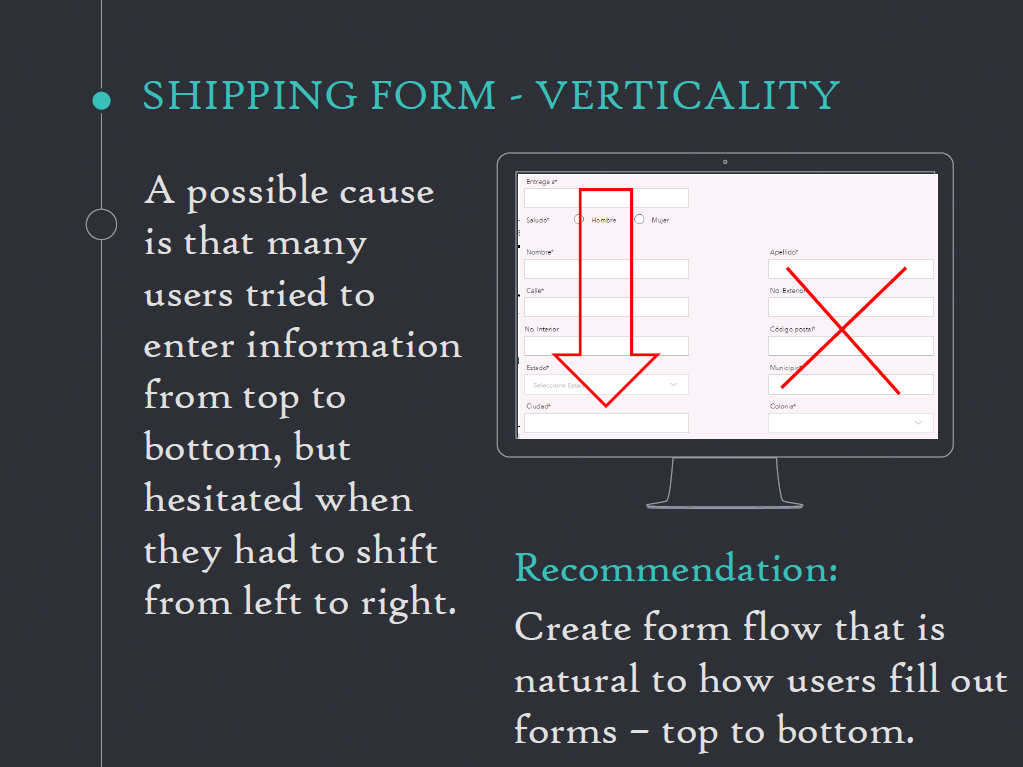 SHIPPING FORM - VERTICALITY
A possible cause
is that many
users tried to
enter information
from top to
bottom, but
hesitated when
they had to shift
from left to right.
Entrega a*
Saludo* Hombre Mujer
Nombre* Apellido*
Calle* No. Exterior
No. Interior Código postal*
Estado* Municipio*
Seleccione Estado
Ciudad* Colonia*
Recommendation:
Create form flow that is
natural to how users fill out
forms – top to bottom.